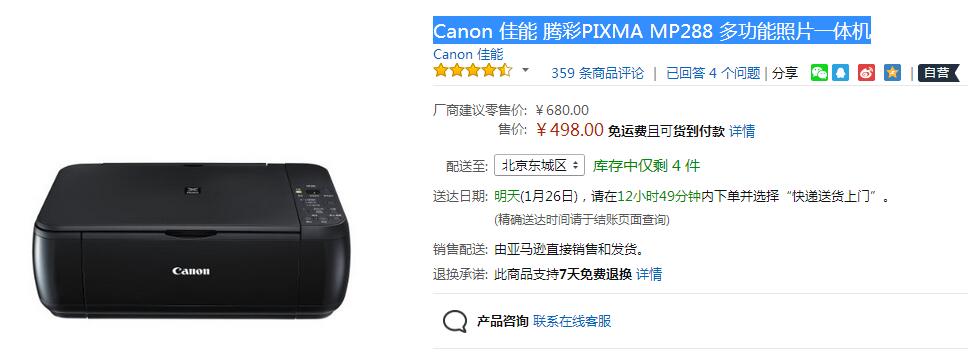 Canon 佳能 腾彩PIXMA MP288 多功能照片一体机
Canon 佳能
359 条商品评论 | 已回答 4 个问题 | 分享 | 自营
厂商建议零售价: ￥680.00
售价: ￥498.00 免运费且可货到付款 详情
配送至: 北京东城区 库存中仅剩 4 件
送达日期: 明天(1月26日)，请在12小时49分钟内下单并选择“快递送货上门”。
(精确送达时间请于结账页面查询)
销售配送: 由亚马逊直接销售和发货。
退换承诺: 此商品支持7天免费退换 详情
产品咨询 联系在线客服
Canon